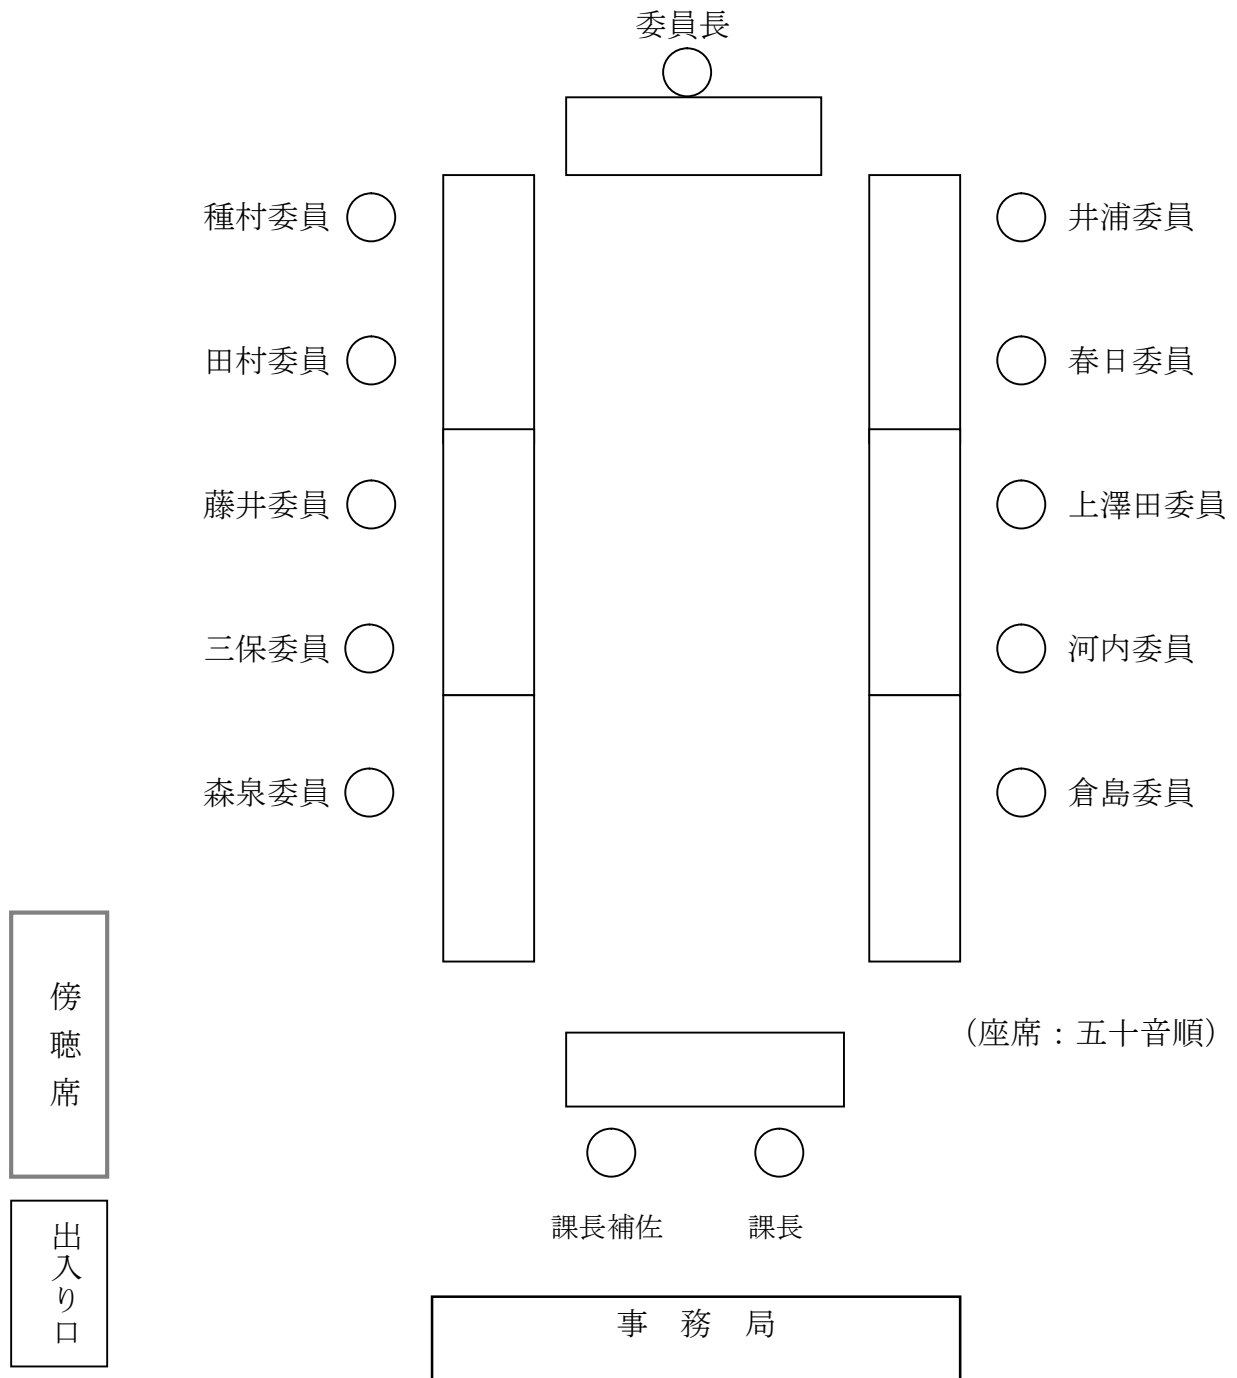 委員長
種村委員
井浦委員
田村委員
春日委員
藤井委員
上澤田委員
三保委員
河内委員
森泉委員
倉島委員
傍聴席
（座席：五十音順）
課長補佐
課長
出入り口
事　務　局